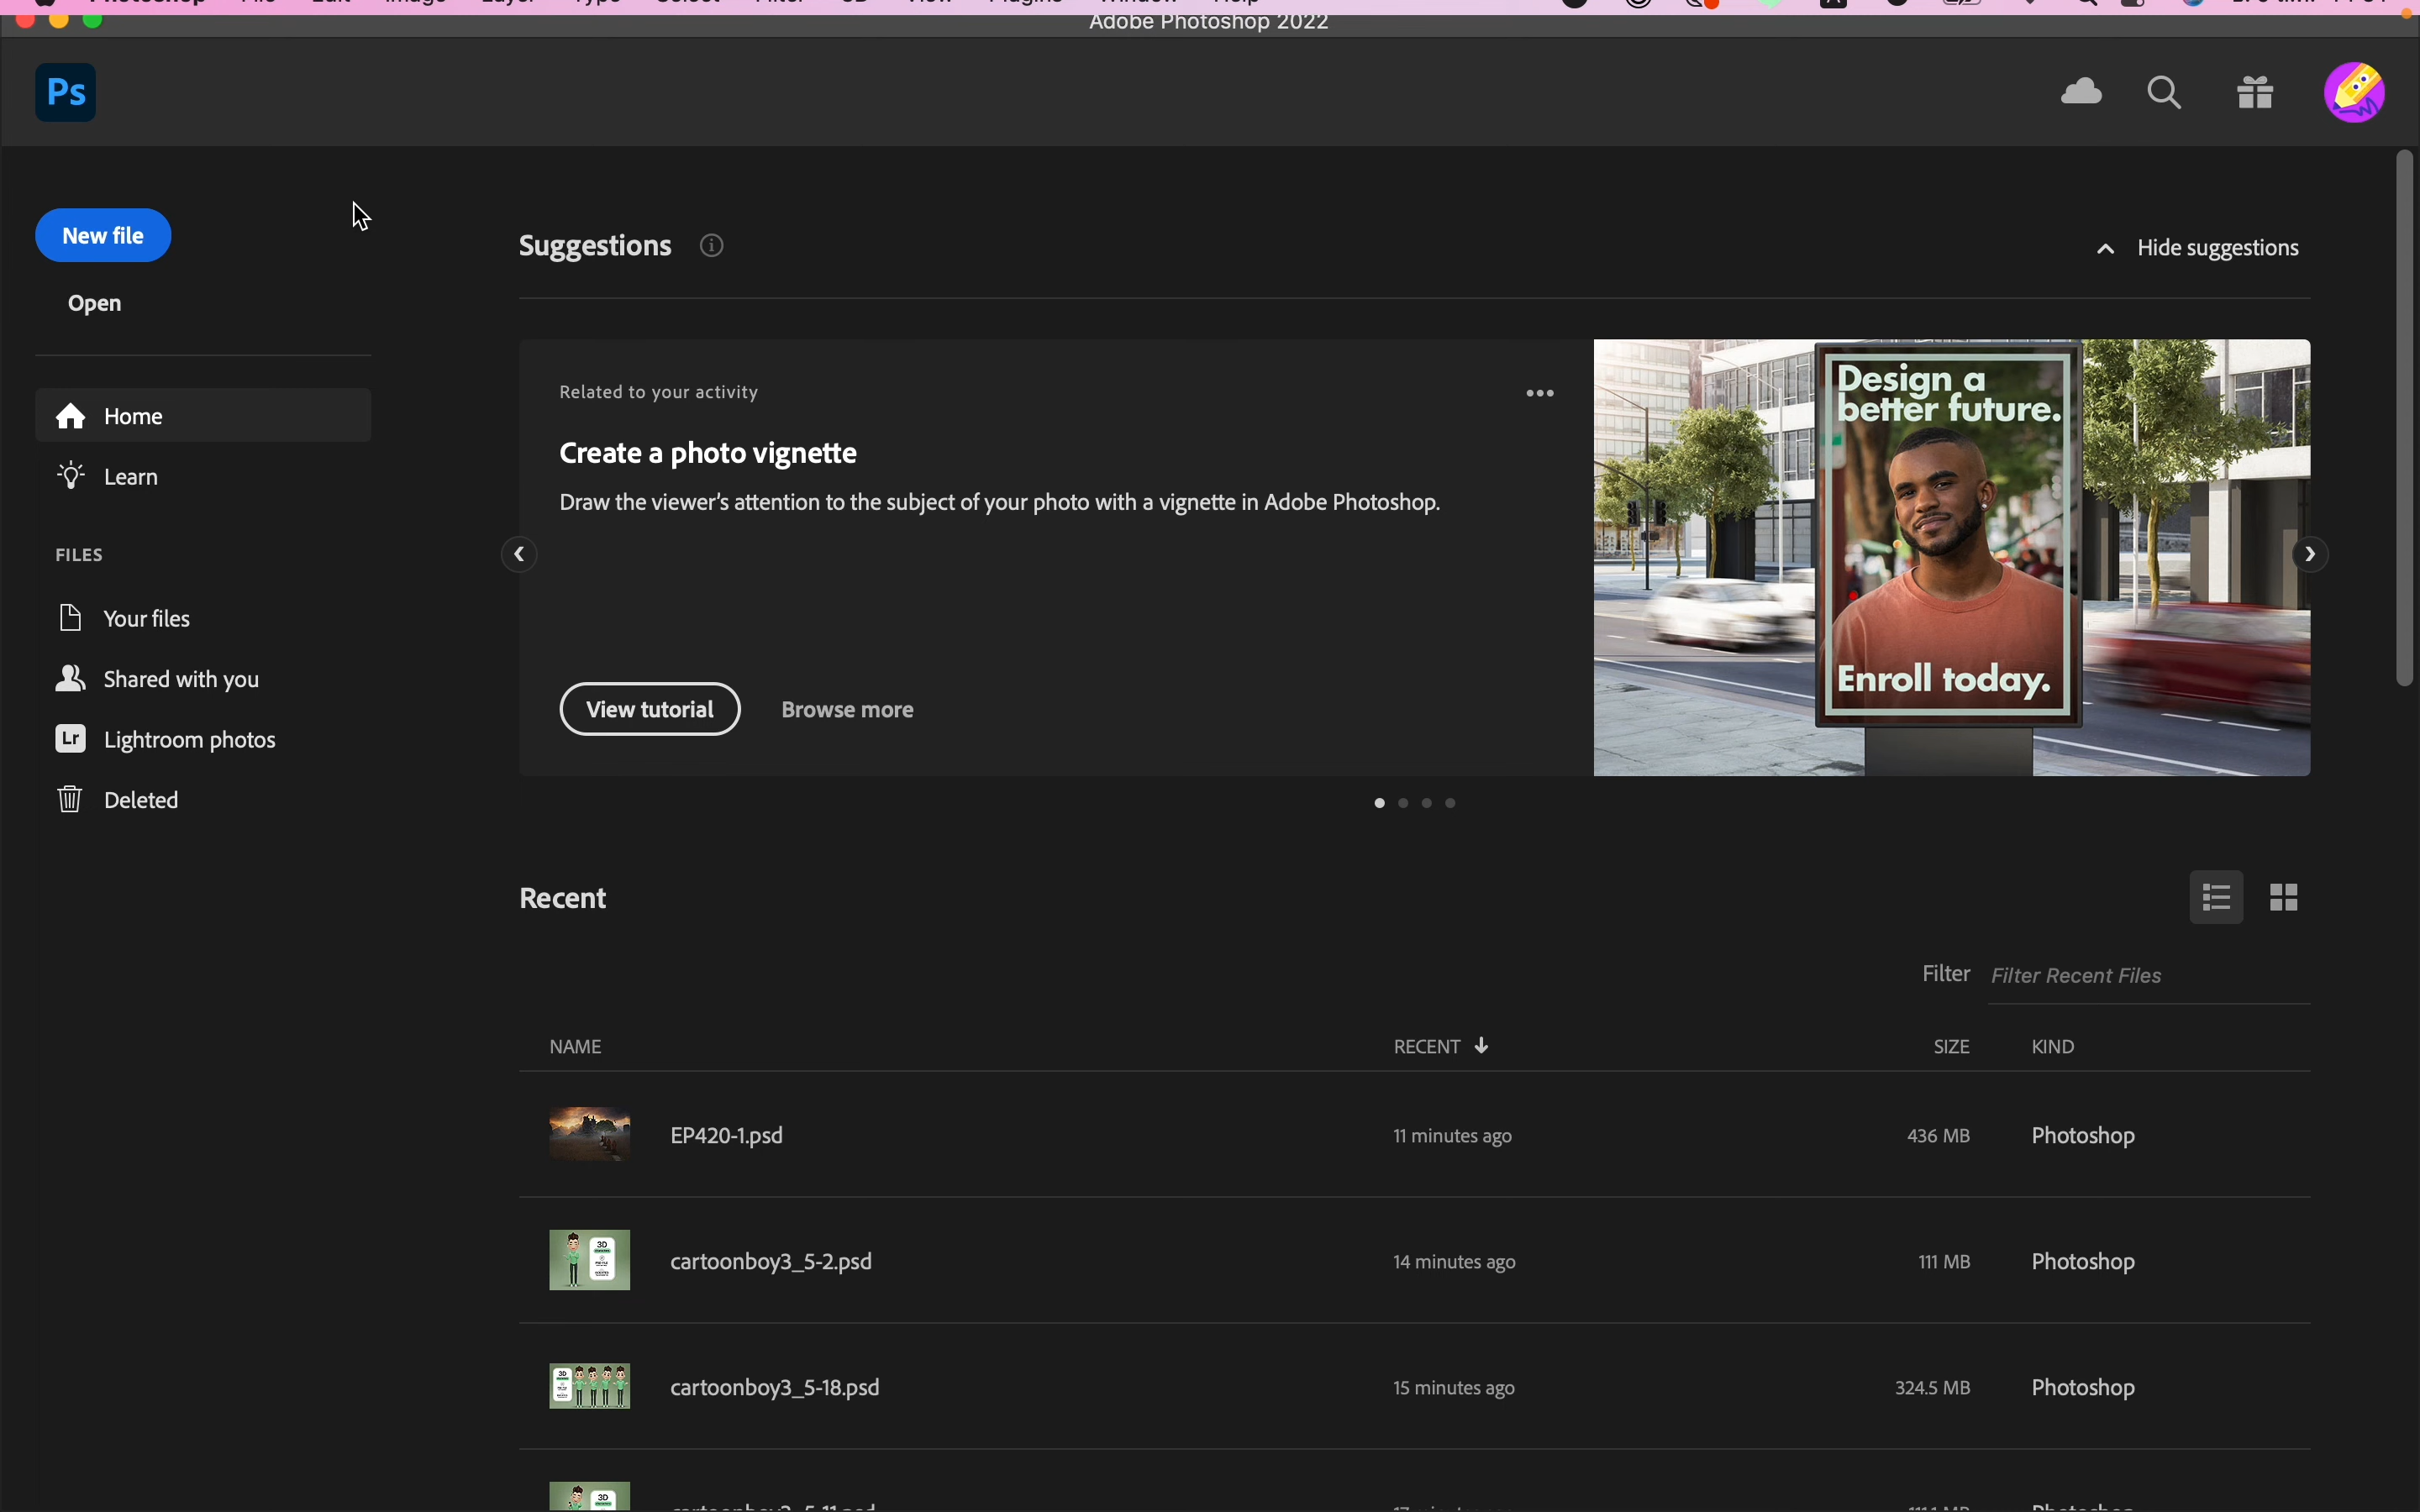 Adobe Photoshop 2022
Ps
New file
Open
Home
Learn
FILES
Your files
Shared with you
Lr Lightroom photos
Deleted
Suggestions
Hide suggestions
Related to your activity
Create a photo vignette
Draw the viewer's attention to the subject of your photo with a vignette in Adobe Photoshop.
View tutorial Browse more
Design a
better future.
Enroll today.
Recent
Filter Filter Recent Files
NAME RECENT SIZE KIND
EP420-1.psd 11 minutes ago 436 MB Photoshop
3D
cartoonboy3_5-2.psd 14 minutes ago 111 MB Photoshop
3D
cartoonboy3_5-18.psd 15 minutes ago 324.5 MB Photoshop
3D